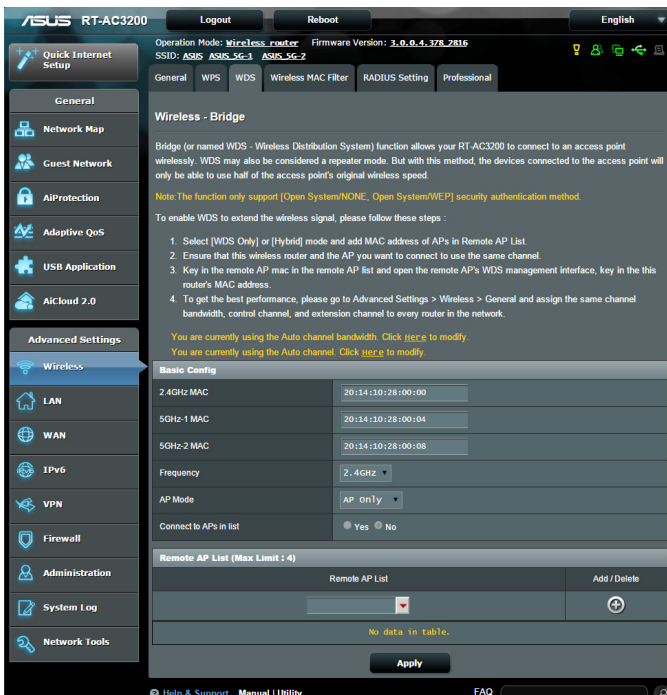 ASUS RT-AC3200
Logout
Reboot
English
Quick Internet
Setup
Operation Mode: Wireless router Firmware Version: 3.0.0.4.378_2816
SSID: ASUS ASUS_5G-1 ASUS_5G-2
General
WPS
WDS
Wireless MAC Filter
RADIUS Setting
Professional
General
Network Map
Guest Network
AiProtection
Adaptive QoS
USB Application
AiCloud 2.0
Advanced Settings
Wireless
LAN
WAN
IPv6
VPN
Firewall
Administration
System Log
Network Tools
Wireless - Bridge
Bridge (or named WDS - Wireless Distribution System) function allows your RT-AC3200 to connect to an access point
wirelessly. WDS may also be considered a repeater mode. But with this method, the devices connected to the access point will
only be able to use half of the access point's original wireless speed.
Note:The function only support [Open System/NONE, Open System/WEP] security authentication method.
To enable WDS to extend the wireless signal, please follow these steps :
1. Select [WDS Only] or [Hybrid] mode and add MAC address of APs in Remote AP List.
2. Ensure that this wireless router and the AP you want to connect to use the same channel.
3. Key in the remote AP mac in the remote AP list and open the remote AP's WDS management interface, key in the this
router's MAC address.
4. To get the best performance, please go to Advanced Settings > Wireless > General and assign the same channel
bandwidth, control channel, and extension channel to every router in the network.
You are currently using the Auto channel bandwidth. Click Here to modify.
You are currently using the Auto channel. Click Here to modify.
Basic Config
2.4GHz MAC 20:14:10:28:00:00
5GHz-1 MAC 20:14:10:28:00:04
5GHz-2 MAC 20:14:10:28:00:08
Frequency 2.4GHz
AP Mode AP Only
Connect to APs in list Yes No
Remote AP List (Max Limit : 4)
Remote AP List Add / Delete
No data in table.
Apply
Help & Support Manual | Utility FAQ